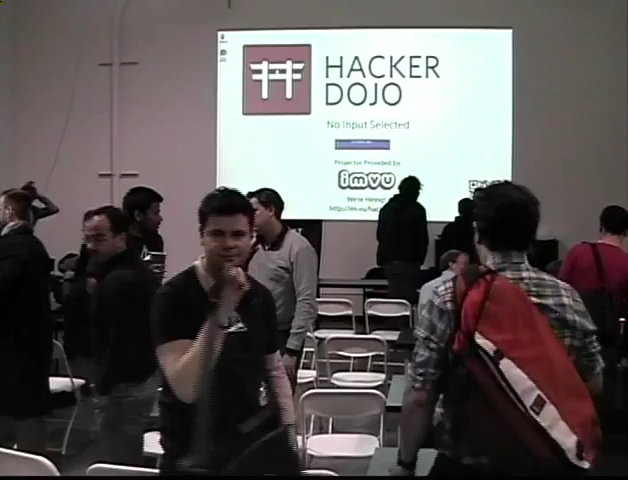 HACKER
DOJO
No Input Selected
Projector Provided by
imvu
We're Hiring!